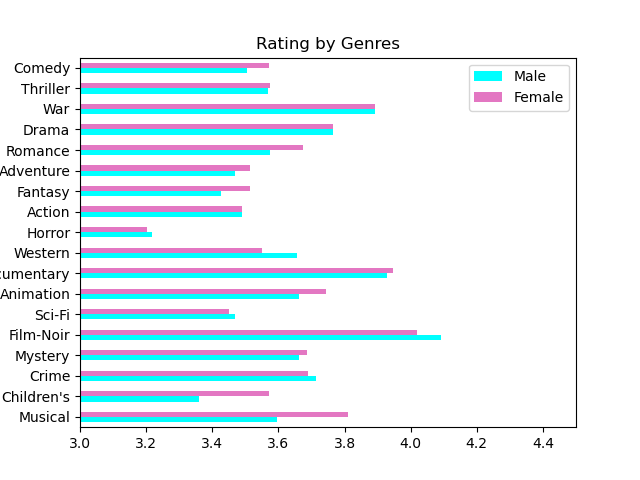 Rating by Genres
Male
Female
Comedy
Thriller
War
Drama
Romance
Adventure
Fantasy
Action
Horror
Western
cumentary
Animation
Sci-Fi
Film-Noir
Mystery
Crime
Children's
Musical
3.0 3.2 3.4 3.6 3.8 4.0 4.2 4.4